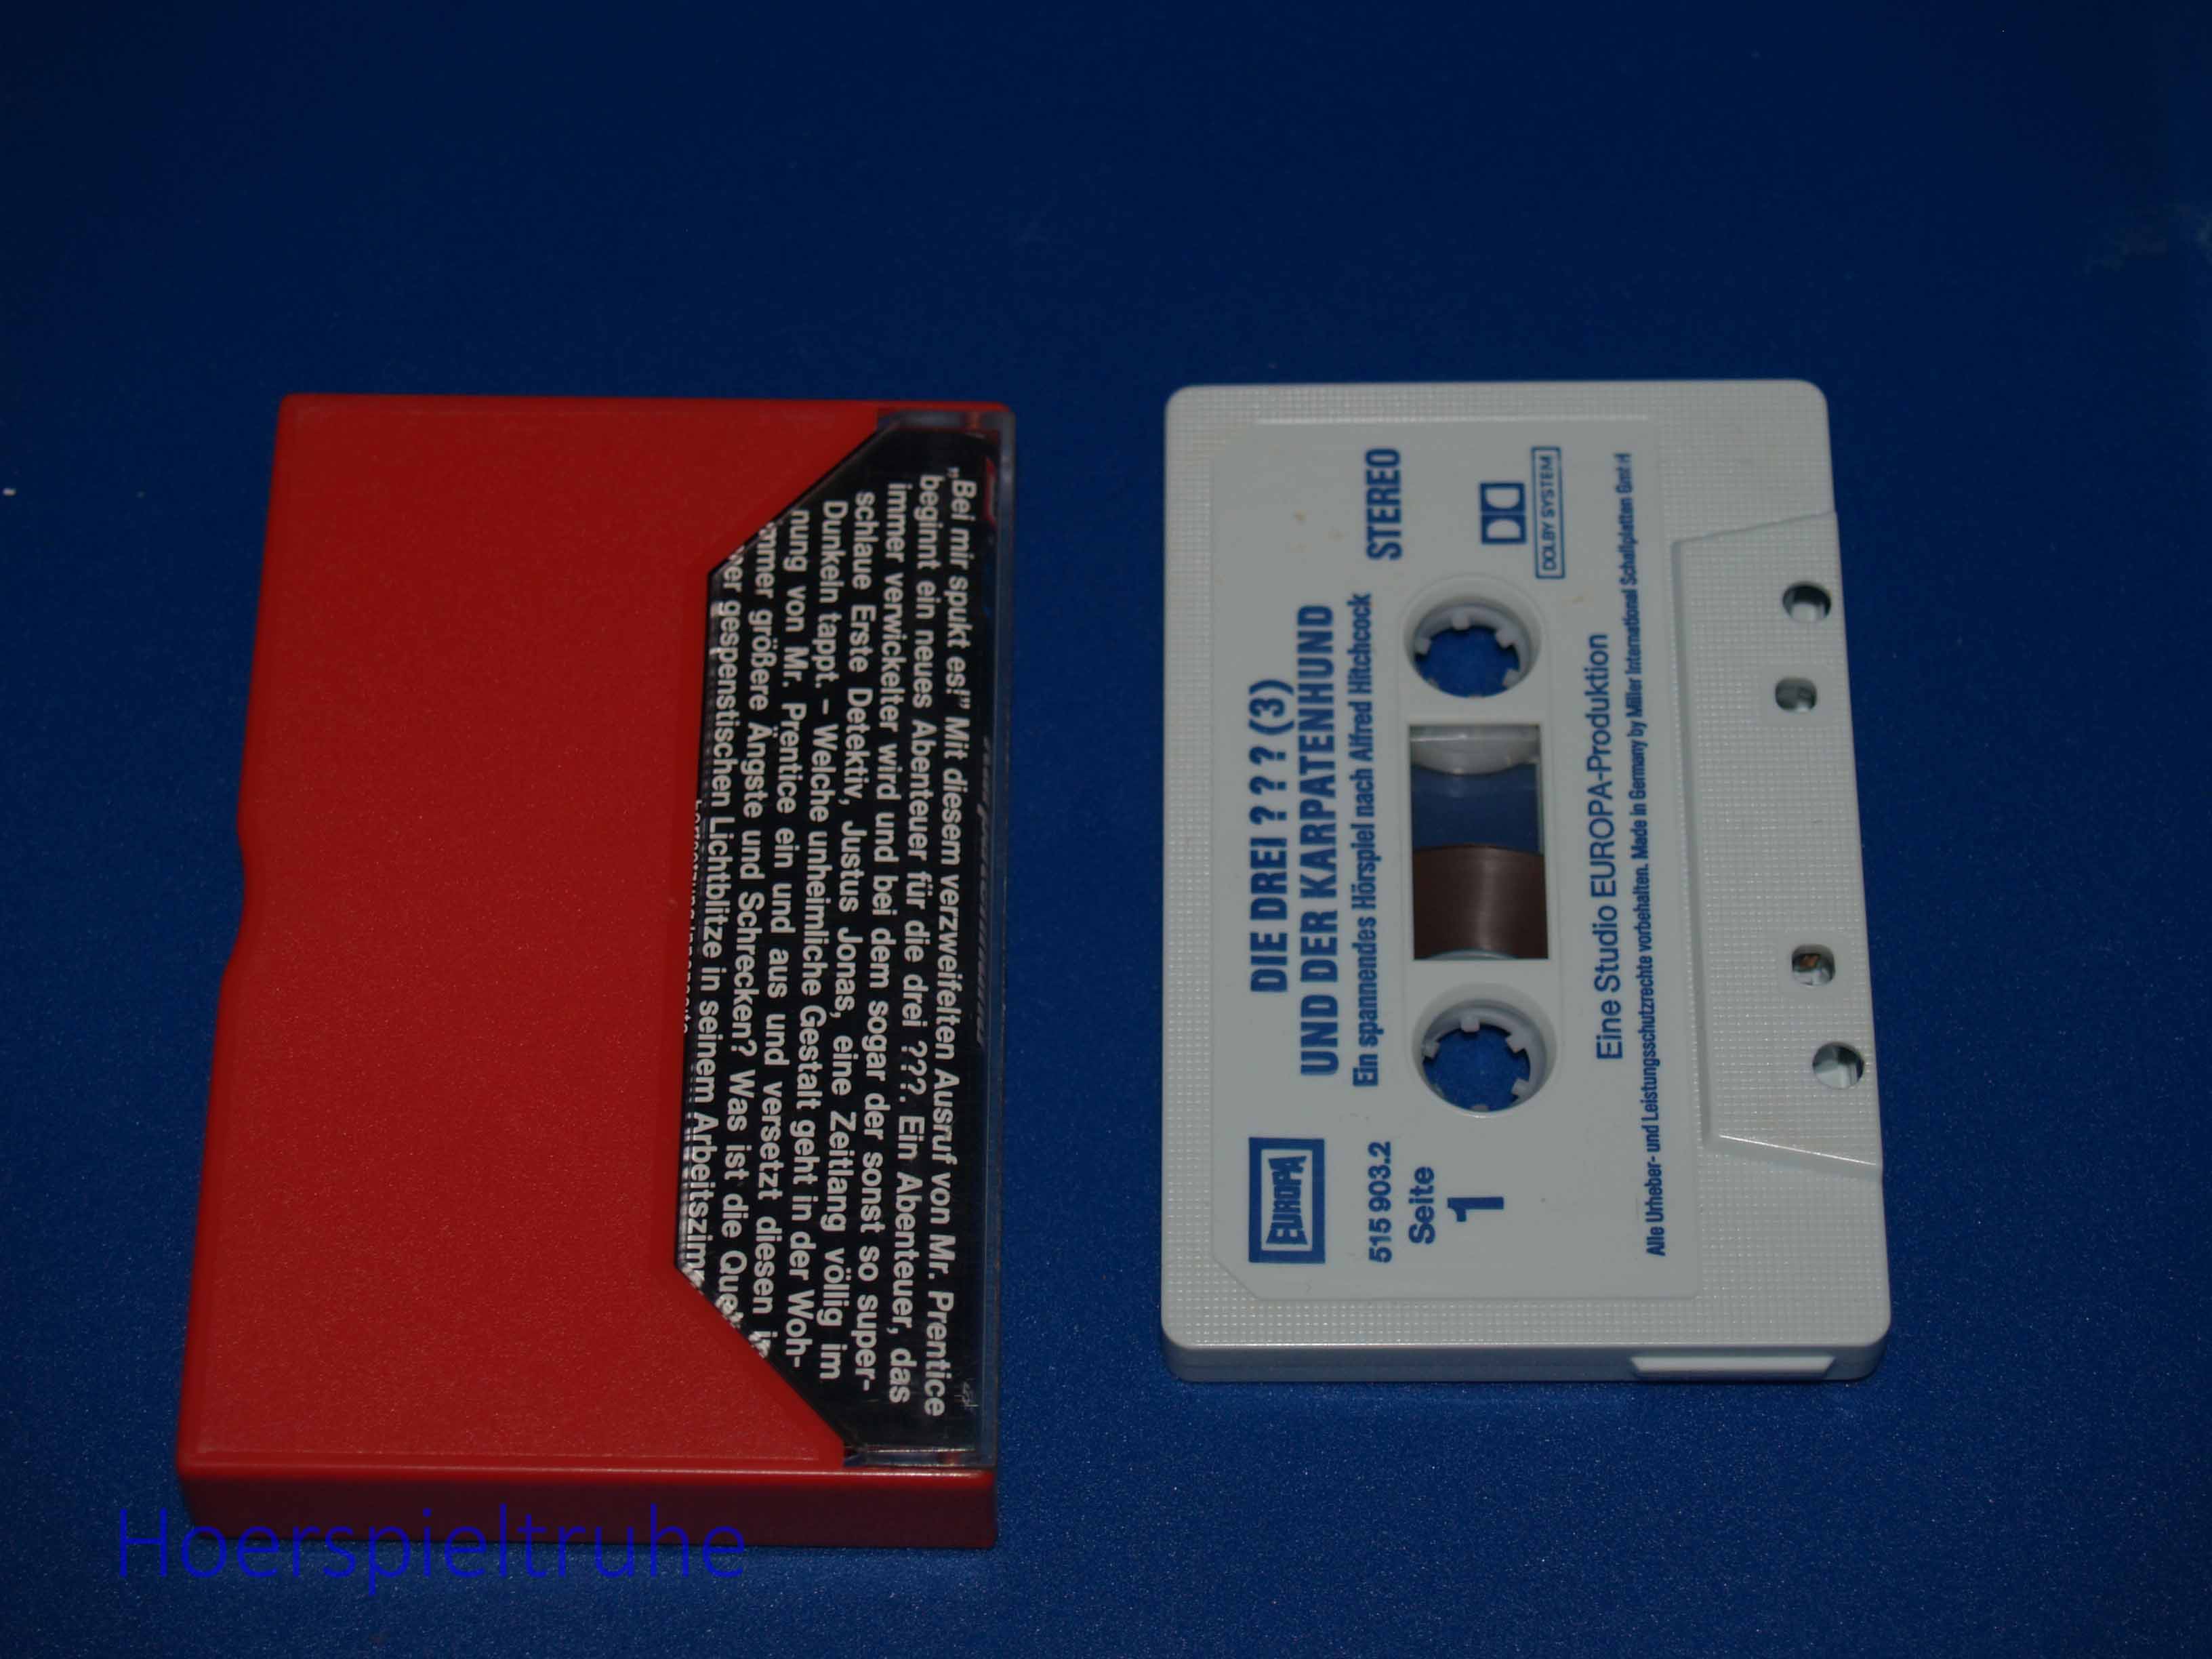 „Bei mir spukt es!” Mit diesem verzweifelten Ausruf von Mr. Prentice
beginnt ein neues Abenteuer für die drei ???. Ein Abenteuer, das
immer verwickelter wird und bei dem sogar der sonst so super-
schlaue Erste Detektiv, Justus Jonas, eine Zeitlang völlig im
Dunkeln tappt. – Welche unheimliche Gestalt geht in der Woh-
nung von Mr. Prentice ein und aus und versetzt diesen in
immer größere Ängste und Schrecken? Was ist die Quel
gespenstischen Lichtblitze in seinem Arbeitszim
DIE DREI ? ? ? (3)
UND DER KARPATENHUND
Ein spannendes Hörspiel nach Alfred Hitchcock
STEREO
EUROPA
515 903.2
Seite
1
DOLBY SYSTEM
Eine Studio EUROPA-Produktion
Alle Urheber- und Leistungsschutzrechte vorbehalten. Made in Germany by Miller International Schallplatten GmbH
Hoerspieltruhe